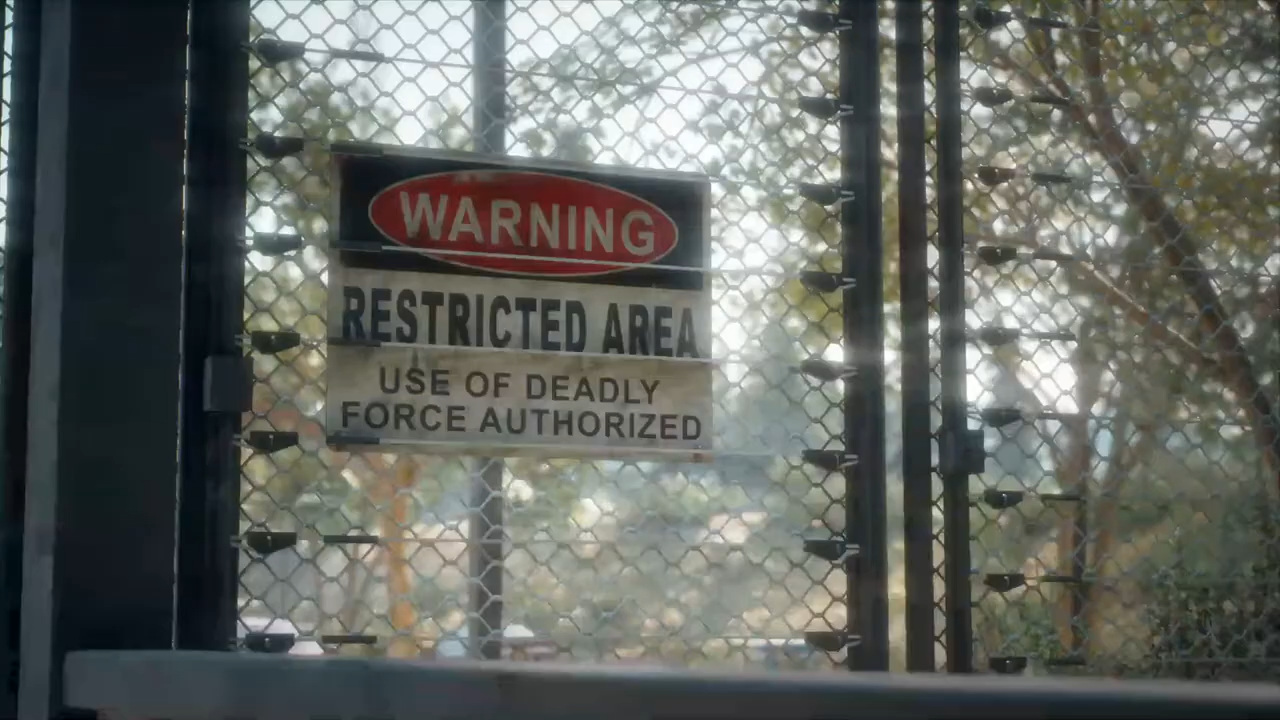 WARNING
RESTRICTED AREA
USE OF DEADLY
FORCE AUTHORIZED